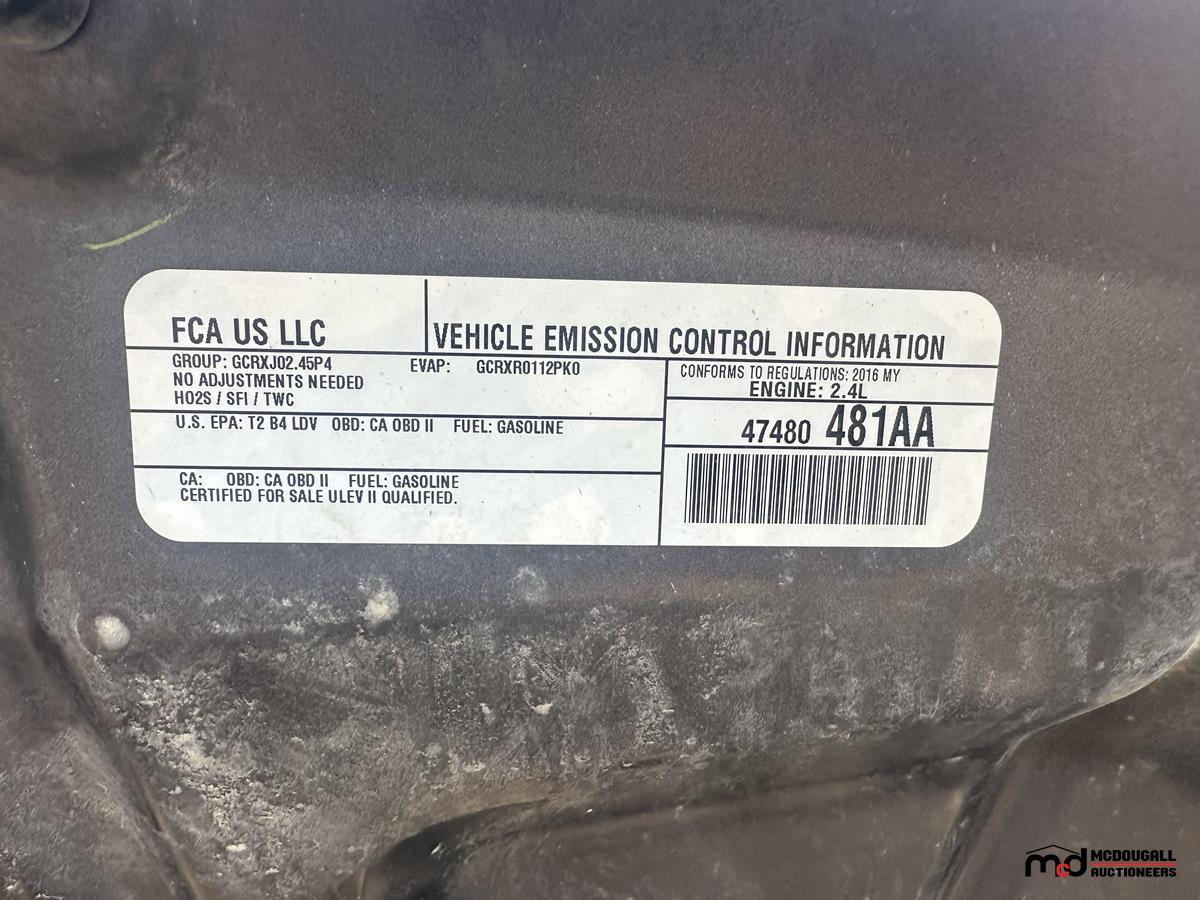 FCA US LLC
VEHICLE EMISSION CONTROL INFORMATION
GROUP: GCRXJ02.45P4 EVAP: GCRXR0112PK0
NO ADJUSTMENTS NEEDED
HO2S / SFI / TWC
CONFORMS TO REGULATIONS: 2016 MY
ENGINE: 2.4L
U.S. EPA: T2 B4 LDV OBD: CA OBD II FUEL: GASOLINE
47480 481AA
CA: OBD: CA OBD II FUEL: GASOLINE
CERTIFIED FOR SALE ULEV II QUALIFIED.
mcd MCDOUGALL
AUCTIONEERS